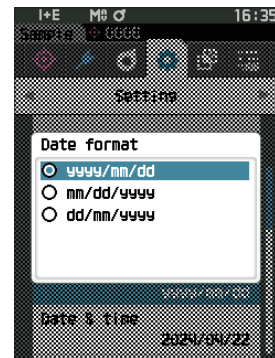 I+E M 16:35
Sample 0008
Setting
Date format
yyyy/mm/dd
mm/dd/yyyy
dd/mm/yyyy
yyyy/mm/dd
Date & time
2024/04/22